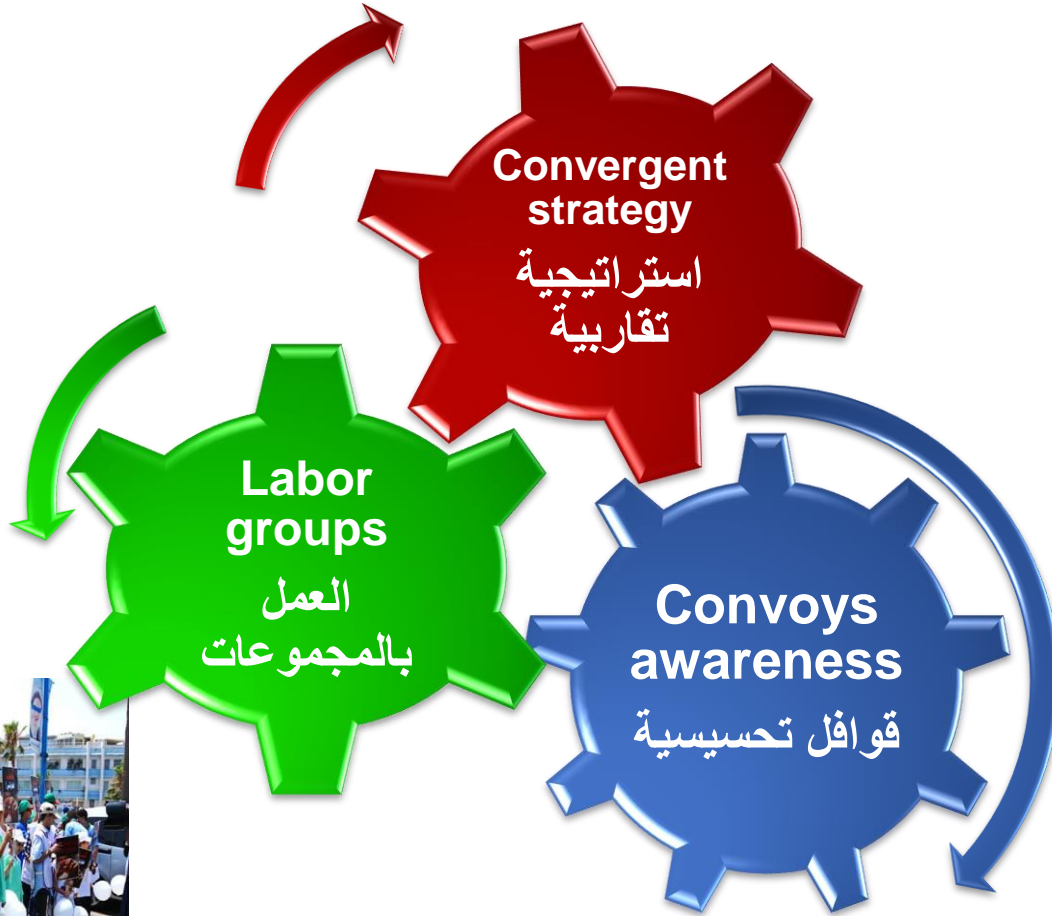 Convergent
strategy
استراتيجية
تقاربية
Labor
groups
العمل
بالمجموعات
Convoys
awareness
قوافل تحسيسية